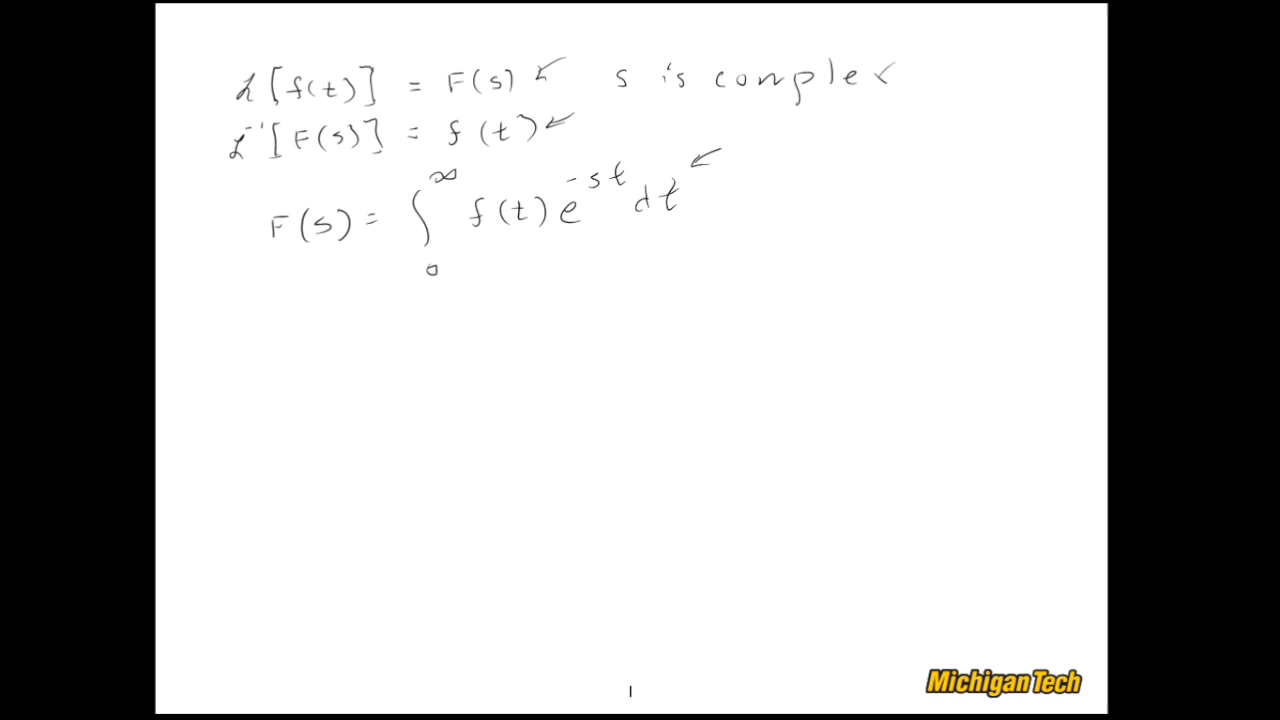 ℒ[f(t)] = F(s) ↙ s is complex
ℒ⁻¹[F(s)] = f(t) ↙
F(s) = ∫₀^∞ f(t) e^{-st} dt ↙
1
Michigan Tech